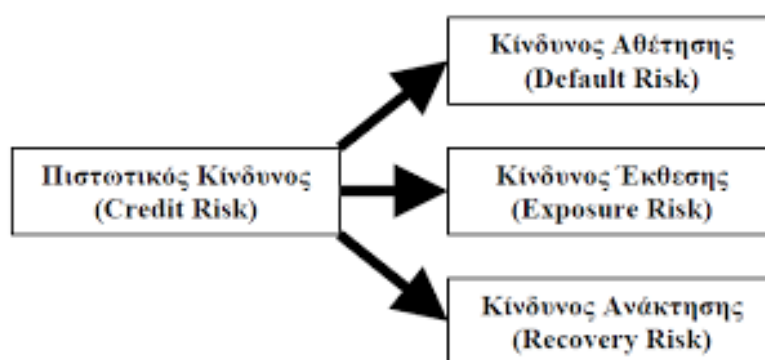 Κίνδυνος Αθέτησης
(Default Risk)
Πιστωτικός Κίνδυνος
(Credit Risk)
Κίνδυνος Έκθεσης
(Exposure Risk)
Κίνδυνος Ανάκτησης
(Recovery Risk)